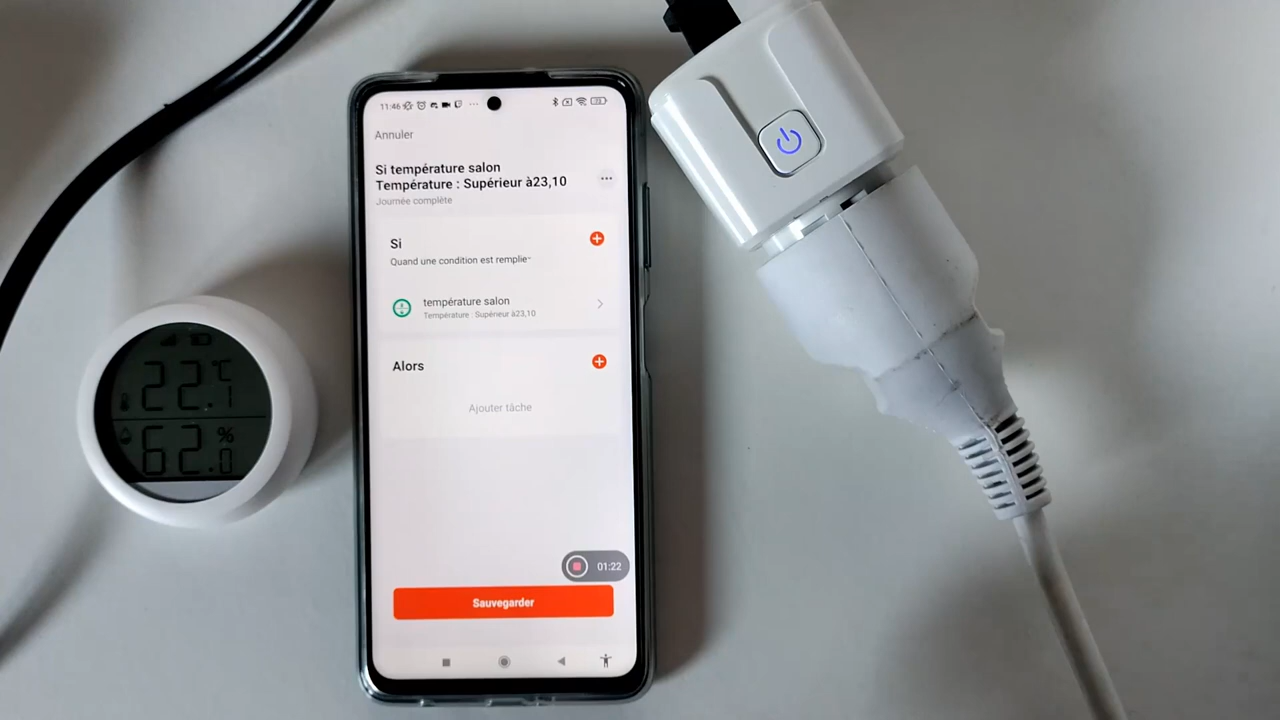 11:46
Annuler
Si température salon
Température : Supérieur à23,10
Journée complète
Si
Quand une condition est remplie
température salon
Température : Supérieur à23,10
Alors
Ajouter tâche
01:22
Sauvegarder
22.1 °C
62.0 %